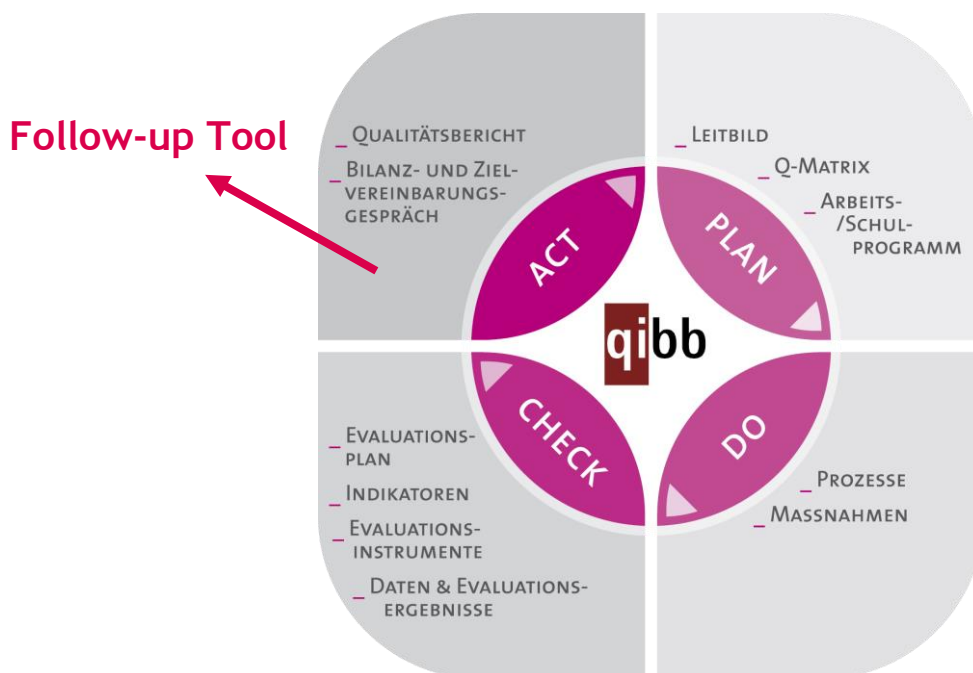 Follow-up Tool
_ QUALITÄTSBERICHT
_ BILANZ- UND ZIEL-
VEREINBARUNGS-
GESPRÄCH
_ LEITBILD
_ Q-MATRIX
_ ARBEITS-
/SCHUL-
PROGRAMM
ACT
PLAN
qibb
CHECK
DO
_ EVALUATIONS-
PLAN
_ INDIKATOREN
_ EVALUATIONS-
INSTRUMENTE
_ DATEN & EVALUATIONS-
ERGEBNISSE
_ PROZESSE
_ MASSNAHMEN